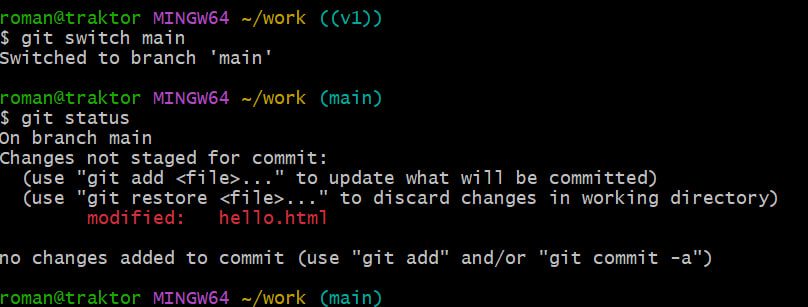 roman@traktor MINGW64 ~/work ((v1))
$ git switch main
Switched to branch 'main'
roman@traktor MINGW64 ~/work (main)
$ git status
On branch main
Changes not staged for commit:
  (use "git add <file>..." to update what will be committed)
  (use "git restore <file>..." to discard changes in working directory)
        modified:   hello.html
no changes added to commit (use "git add" and/or "git commit -a")
roman@traktor MINGW64 ~/work (main)